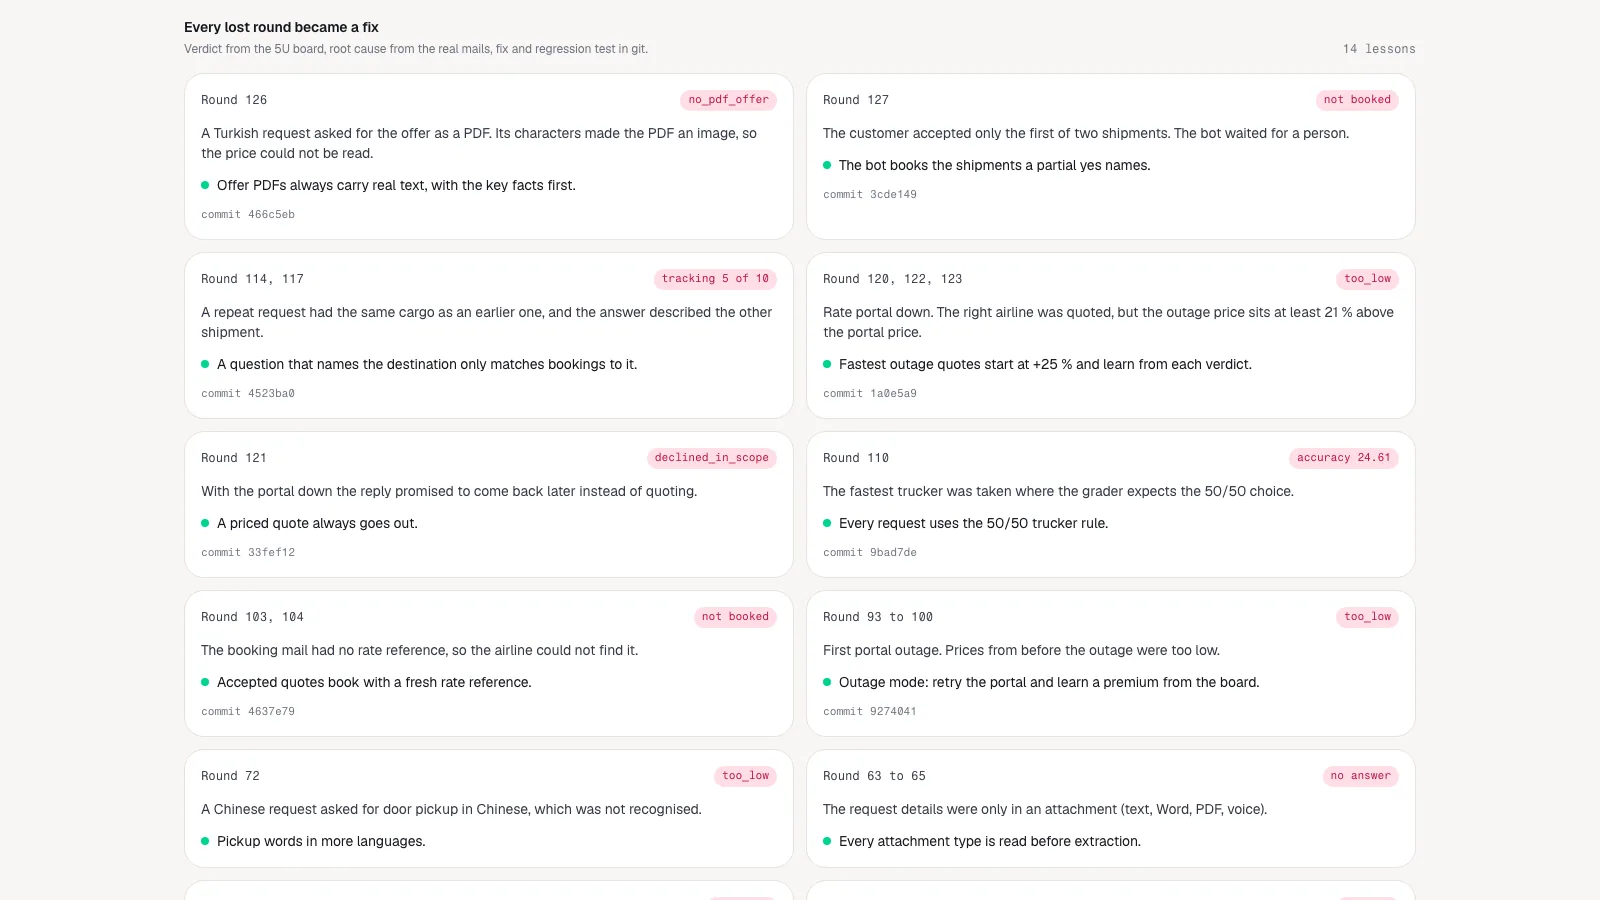 Every lost round became a fix
Verdict from the 5U board, root cause from the real mails, fix and regression test in git.
14 lessons
Round 126
no_pdf_offer
A Turkish request asked for the offer as a PDF. Its characters made the PDF an image, so
the price could not be read.
Offer PDFs always carry real text, with the key facts first.
commit 466c5eb
Round 127
not booked
The customer accepted only the first of two shipments. The bot waited for a person.
The bot books the shipments a partial yes names.
commit 3cde149
Round 114, 117
tracking 5 of 10
A repeat request had the same cargo as an earlier one, and the answer described the other
shipment.
A question that names the destination only matches bookings to it.
commit 4523ba0
Round 120, 122, 123
too_low
Rate portal down. The right airline was quoted, but the outage price sits at least 21 % above
the portal price.
Fastest outage quotes start at +25 % and learn from each verdict.
commit 1a0e5a9
Round 121
declined_in_scope
With the portal down the reply promised to come back later instead of quoting.
A priced quote always goes out.
commit 33fef12
Round 110
accuracy 24.61
The fastest trucker was taken where the grader expects the 50/50 choice.
Every request uses the 50/50 trucker rule.
commit 9bad7de
Round 103, 104
not booked
The booking mail had no rate reference, so the airline could not find it.
Accepted quotes book with a fresh rate reference.
commit 4637e79
Round 93 to 100
too_low
First portal outage. Prices from before the outage were too low.
Outage mode: retry the portal and learn a premium from the board.
commit 9274041
Round 72
too_low
A Chinese request asked for door pickup in Chinese, which was not recognised.
Pickup words in more languages.
Round 63 to 65
no answer
The request details were only in an attachment (text, Word, PDF, voice).
Every attachment type is read before extraction.